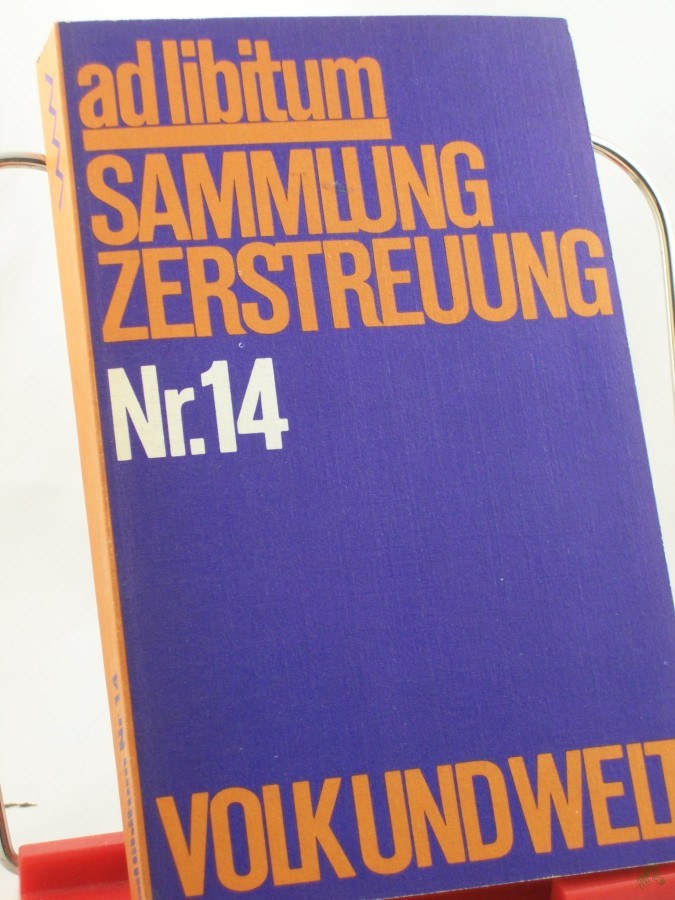 ad libitum
SAMMLUNG
ZERSTREUUNG
Nr.14
VOLK UND WELT